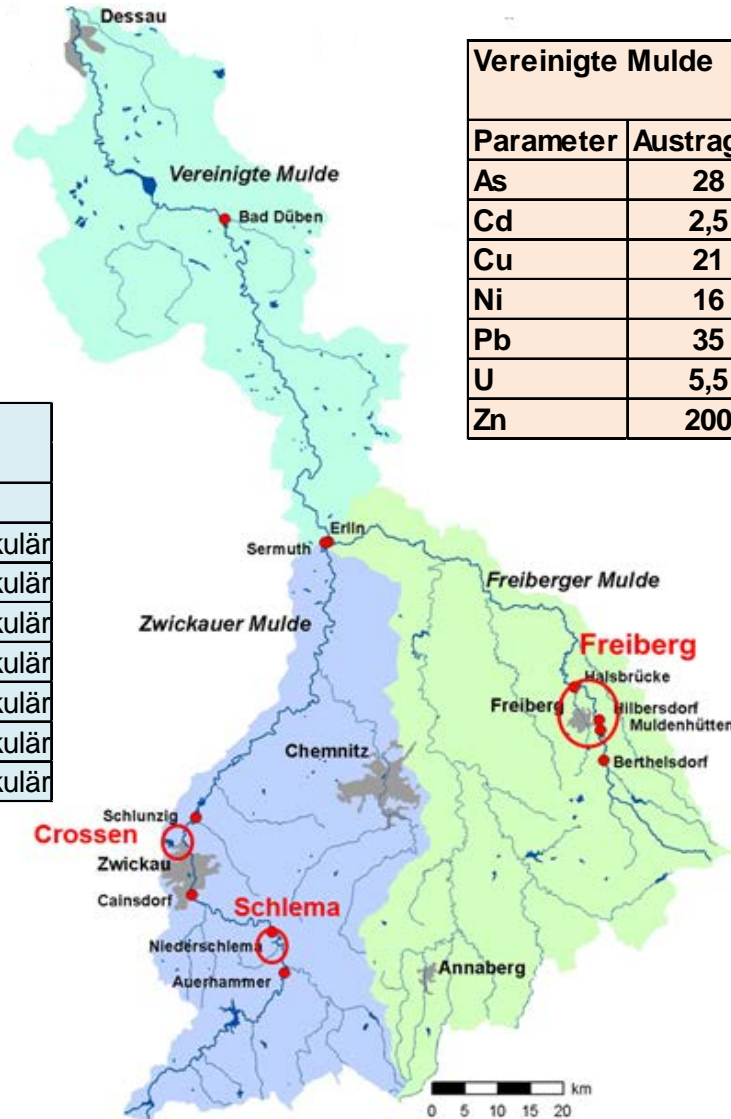 Dessau
Vereinigte Mulde
Parameter Austrag
As 28
Cd 2,5
Cu 21
Ni 16
Pb 35
U 5,5
Zn 200
Vereinigte Mulde
Bad Düben
kulär
kulär
kulär
kulär
kulär
kulär
kulär
Erlln
Sermuth
Freiberger Mulde
Zwickauer Mulde
Freiberg
Halsbrücke
Freiberg
Hilbersdorf
Muldenhütten
Chemnitz
Berthelsdorf
Schlunzig
Crossen
Zwickau
Cainsdorf
Schlema
Niederschlema
Annaberg
Auerhammer
km
0 5 10 15 20